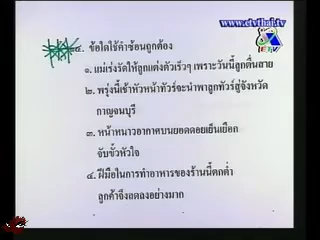 www.etvthai.tv
๔. ข้อใดใช้คำซ้อนถูกต้อง
๑. แม่เร่งรัดให้ลูกแต่งตัวเร็วๆ เพราะวันนี้ลูกตื่นสาย
๒. พรุ่งนี้เช้าหัวหน้าทัวร์จะนำพาลูกทัวร์สู่จังหวัด
กาญจนบุรี
๓. หน้าหนาวอากาศบนยอดดอยเย็นเยือก
จับขั้วหัวใจ
๔. ฝีมือในการทำอาหารของร้านนี้ตกต่ำ
ลูกค้าจึงลดลงอย่างมาก